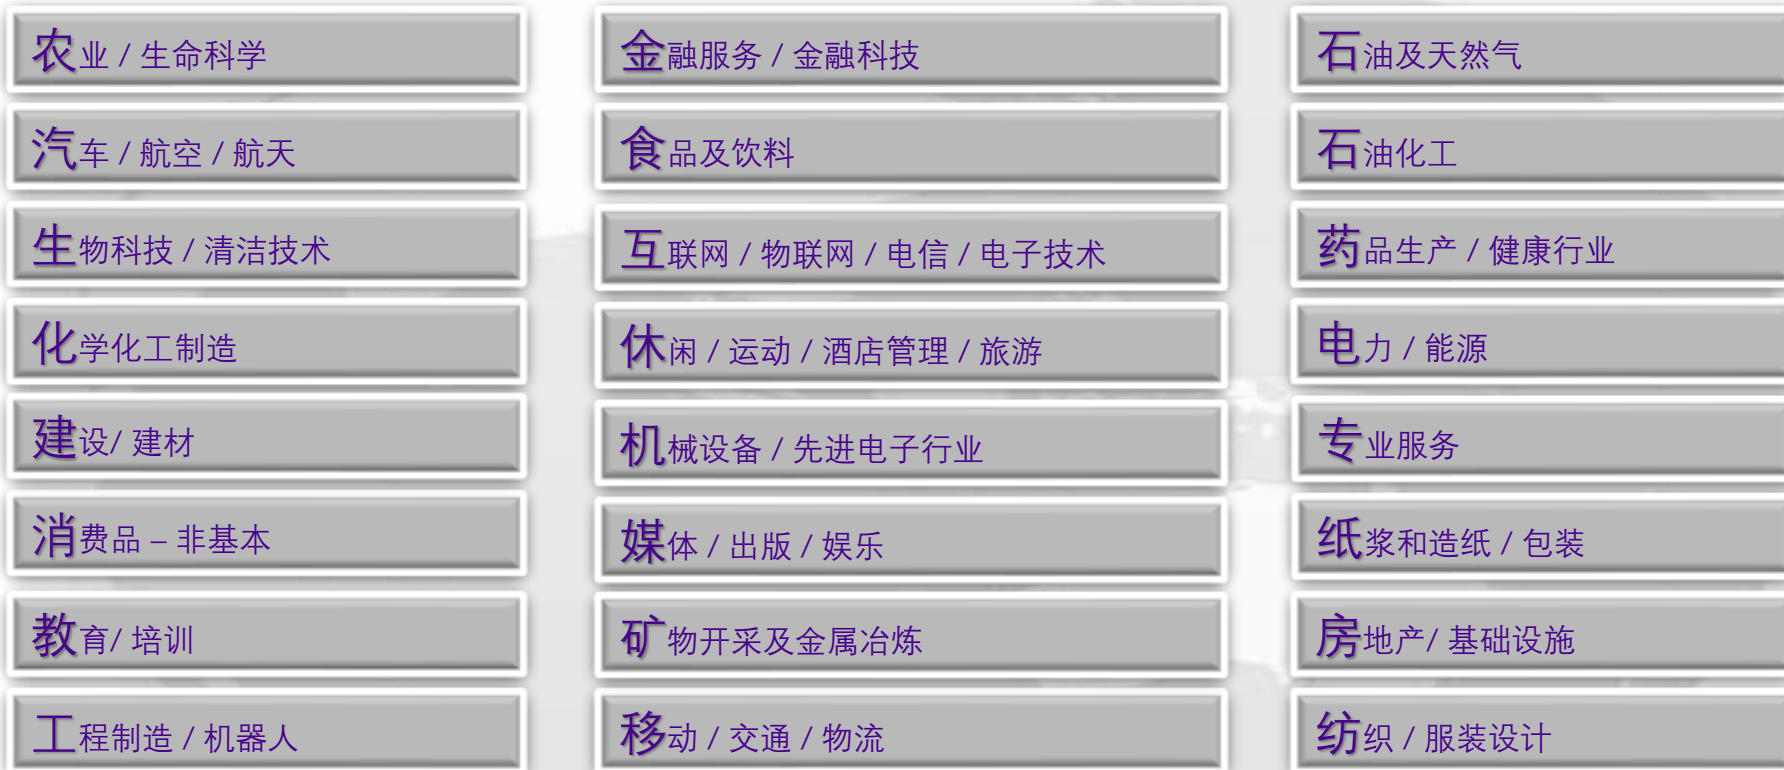 农业 / 生命科学
汽车 / 航空 / 航天
生物科技 / 清洁技术
化学化工制造
建设/ 建材
消费品 – 非基本
教育/ 培训
工程制造 / 机器人
金融服务 / 金融科技
食品及饮料
互联网 / 物联网 / 电信 / 电子技术
休闲 / 运动 / 酒店管理 / 旅游
机械设备 / 先进电子行业
媒体 / 出版 / 娱乐
矿物开采及金属冶炼
移动 / 交通 / 物流
石油及天然气
石油化工
药品生产 / 健康行业
电力 / 能源
专业服务
纸浆和造纸 / 包装
房地产/ 基础设施
纺织 / 服装设计